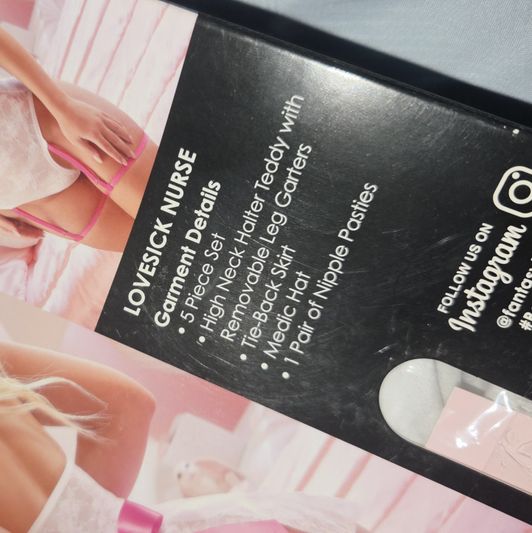 LOVESICK NURSE
Garment Details
• 5 Piece Set
• High Neck Halter Teddy with
Removable Leg Garters
• Tie-Back Skirt
• Medic Hat
• 1 Pair of Nipple Pasties
FOLLOW US ON
Instagram